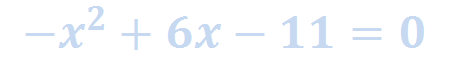 −x² + 6x − 11 = 0